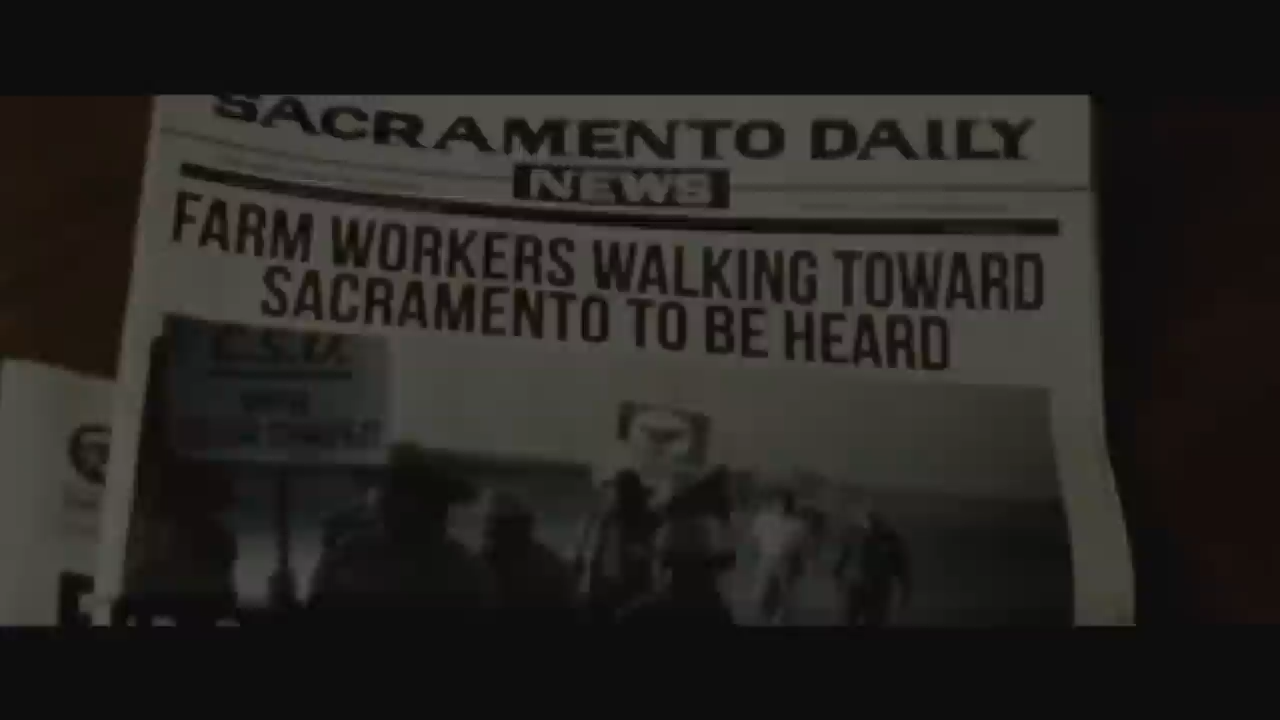 SACRAMENTO DAILY
NEWS
FARM WORKERS WALKING TOWARD
SACRAMENTO TO BE HEARD